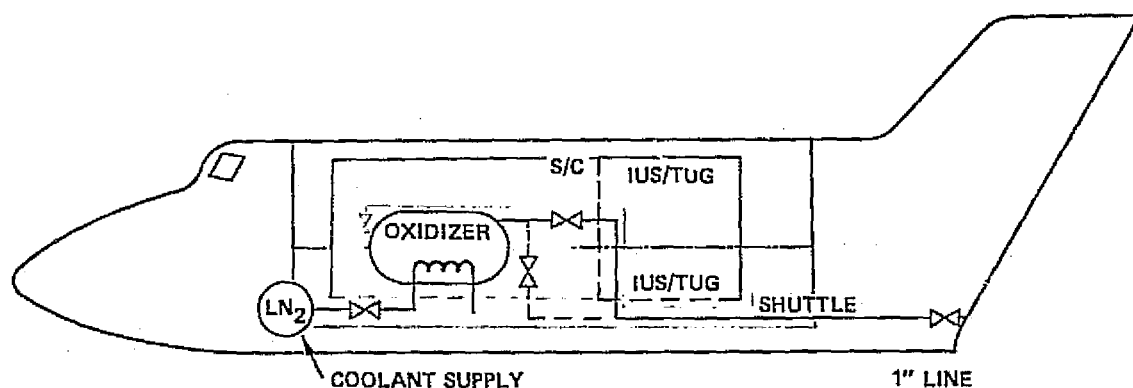 S/C
IUS/TUG
OXIDIZER
IUS/TUG
SHUTTLE
LN₂
COOLANT SUPPLY
1" LINE